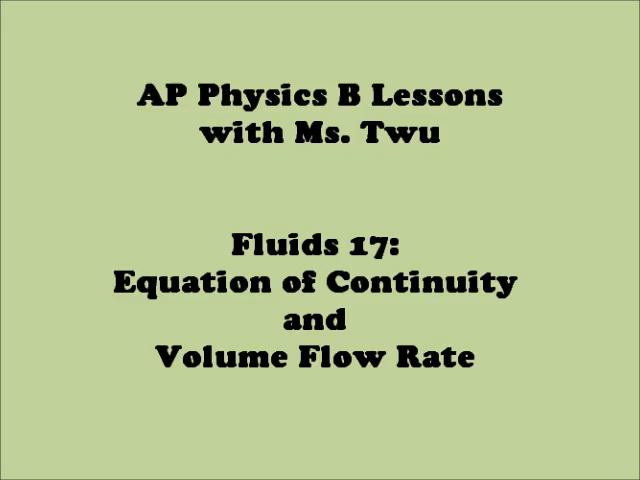 AP Physics B Lessons
with Ms. Twu
Fluids 17:
Equation of Continuity
and
Volume Flow Rate